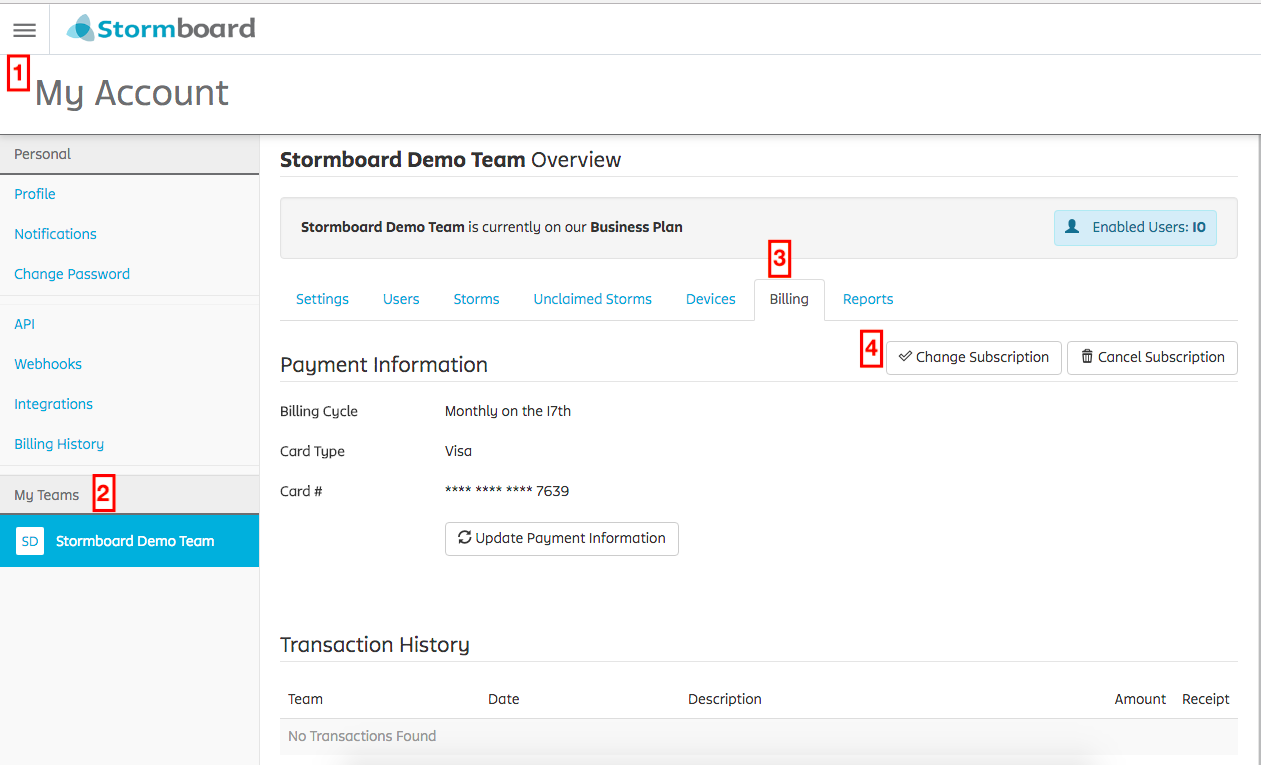 Stormboard
1
My Account
Personal
Profile
Notifications
Change Password
API
Webhooks
Integrations
Billing History
My Teams 2
SD Stormboard Demo Team
Stormboard Demo Team Overview
Stormboard Demo Team is currently on our Business Plan
Enabled Users: 10
3
Settings Users Storms Unclaimed Storms Devices Billing Reports
4 Change Subscription Cancel Subscription
Payment Information
Billing Cycle Monthly on the 17th
Card Type Visa
Card # **** **** **** 7639
Update Payment Information
Transaction History
Team Date Description Amount Receipt
No Transactions Found